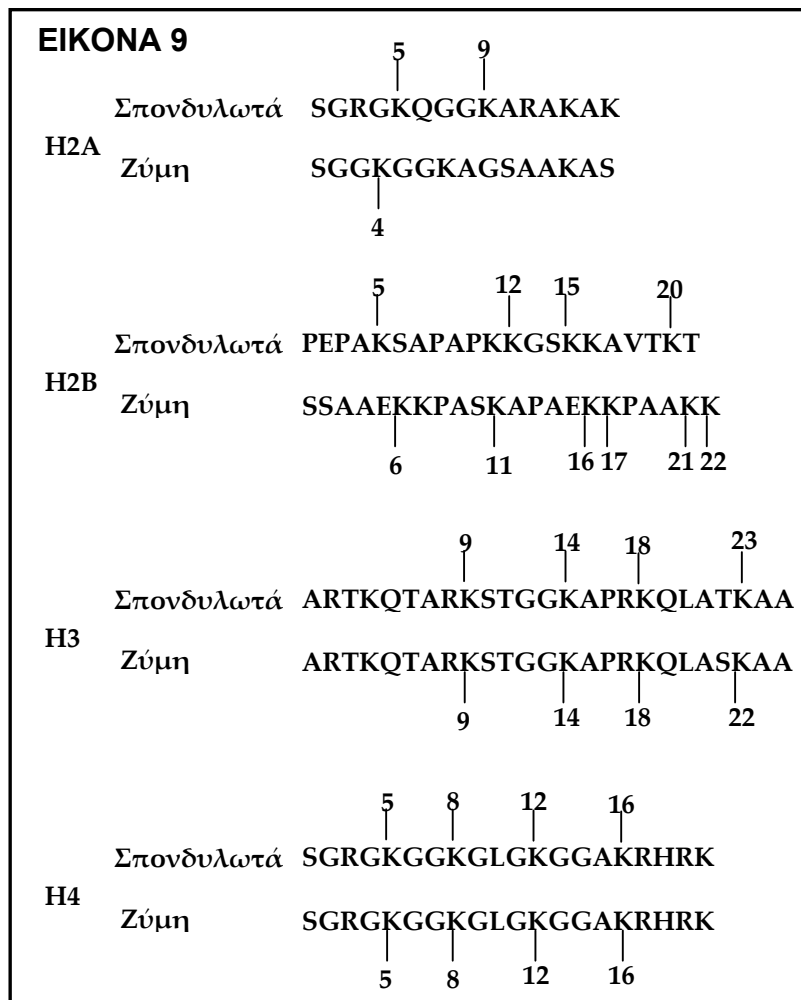 ΕΙΚΟΝΑ 9
5 9
Σπονδυλωτά SGRGKQGGKARAKAK
H2A
Ζύμη SGGKGGKAGSAAKAS
4
5 12 15 20
Σπονδυλωτά PEPAKSAPAPKKGSKKAVTKT
H2B
Ζύμη SSAAEKKPASKAPAEKKPAAKK
6 11 16 17 21 22
9 14 18 23
Σπονδυλωτά ARTKQTARKSTGGKAPRKQLATKAA
H3
Ζύμη ARTKQTARKSTGGKAPRKQLASKAA
9 14 18 22
5 8 12 16
Σπονδυλωτά SGRGKGGKGLGKGGAKRHRK
H4
Ζύμη SGRGKGGKGLGKGGAKRHRK
5 8 12 16